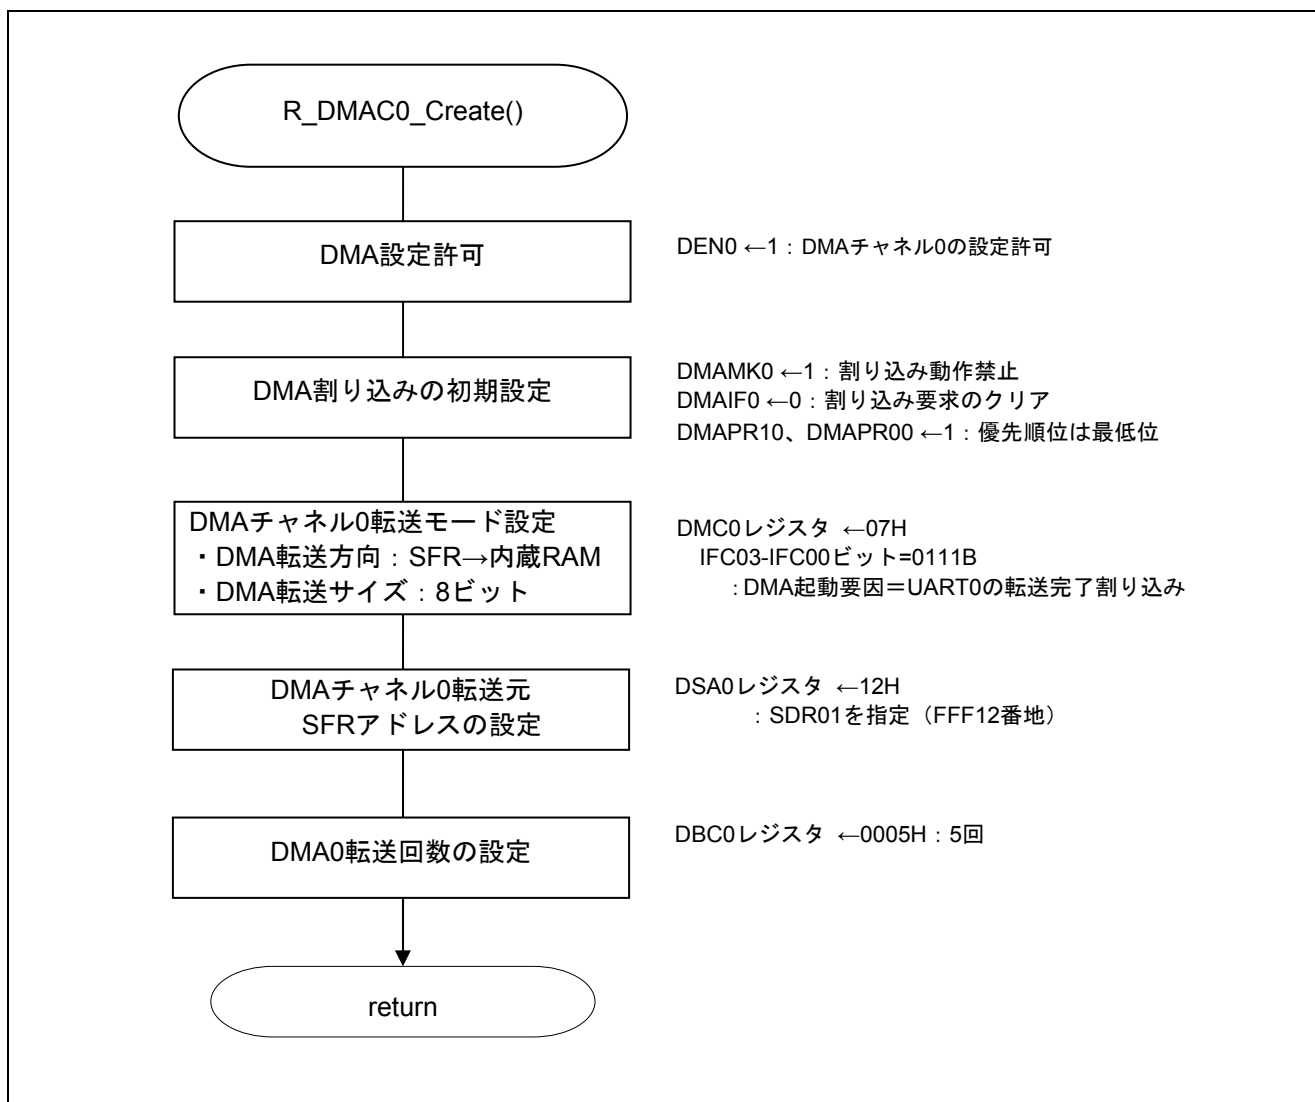 R_DMAC0_Create()
DMA設定許可
DEN0 ←1：DMAチャネル0の設定許可
DMA割り込みの初期設定
DMAMK0 ←1：割り込み動作禁止
DMAIF0 ←0：割り込み要求のクリア
DMAPR10、DMAPR00 ←1：優先順位は最低位
DMAチャネル0転送モード設定
・DMA転送方向：SFR→内蔵RAM
・DMA転送サイズ：8ビット
DMC0レジスタ ←07H
IFC03-IFC00ビット=0111B
：DMA起動要因＝UART0の転送完了割り込み
DMAチャネル0転送元
SFRアドレスの設定
DSA0レジスタ ←12H
：SDR01を指定（FFF12番地）
DMA0転送回数の設定
DBC0レジスタ ←0005H：5回
return